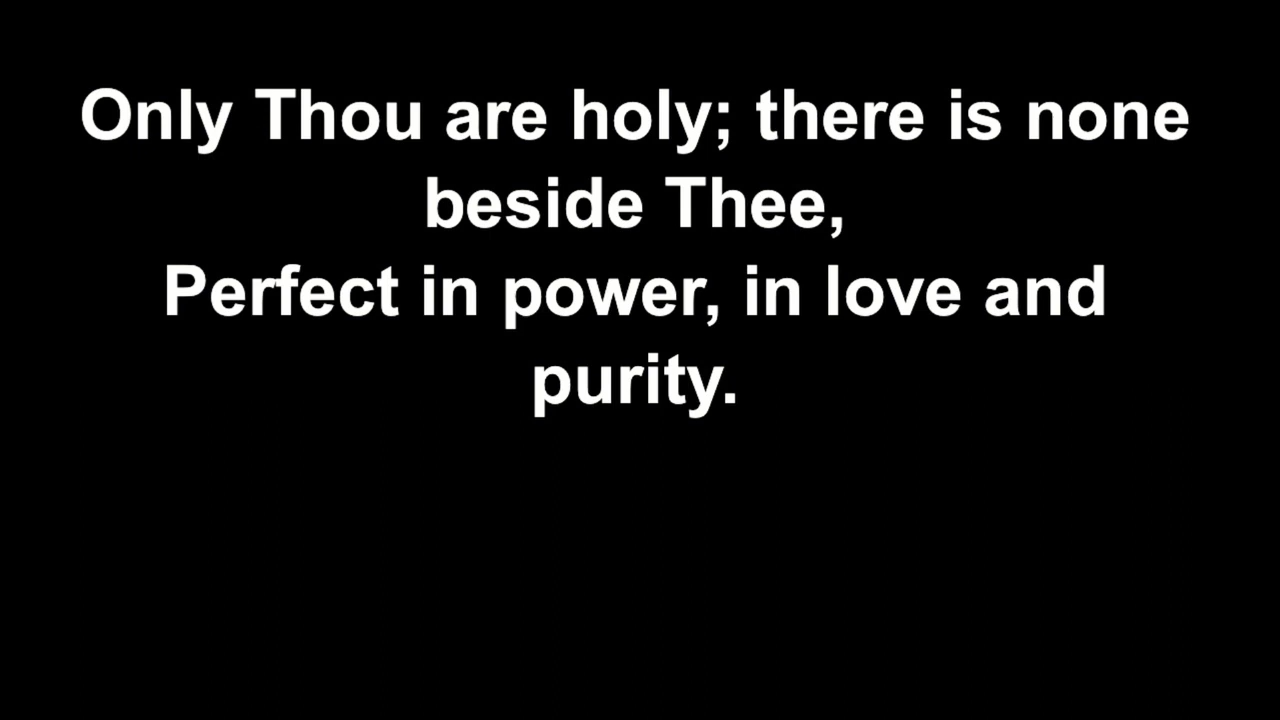 Only Thou are holy; there is none
beside Thee,
Perfect in power, in love and
purity.